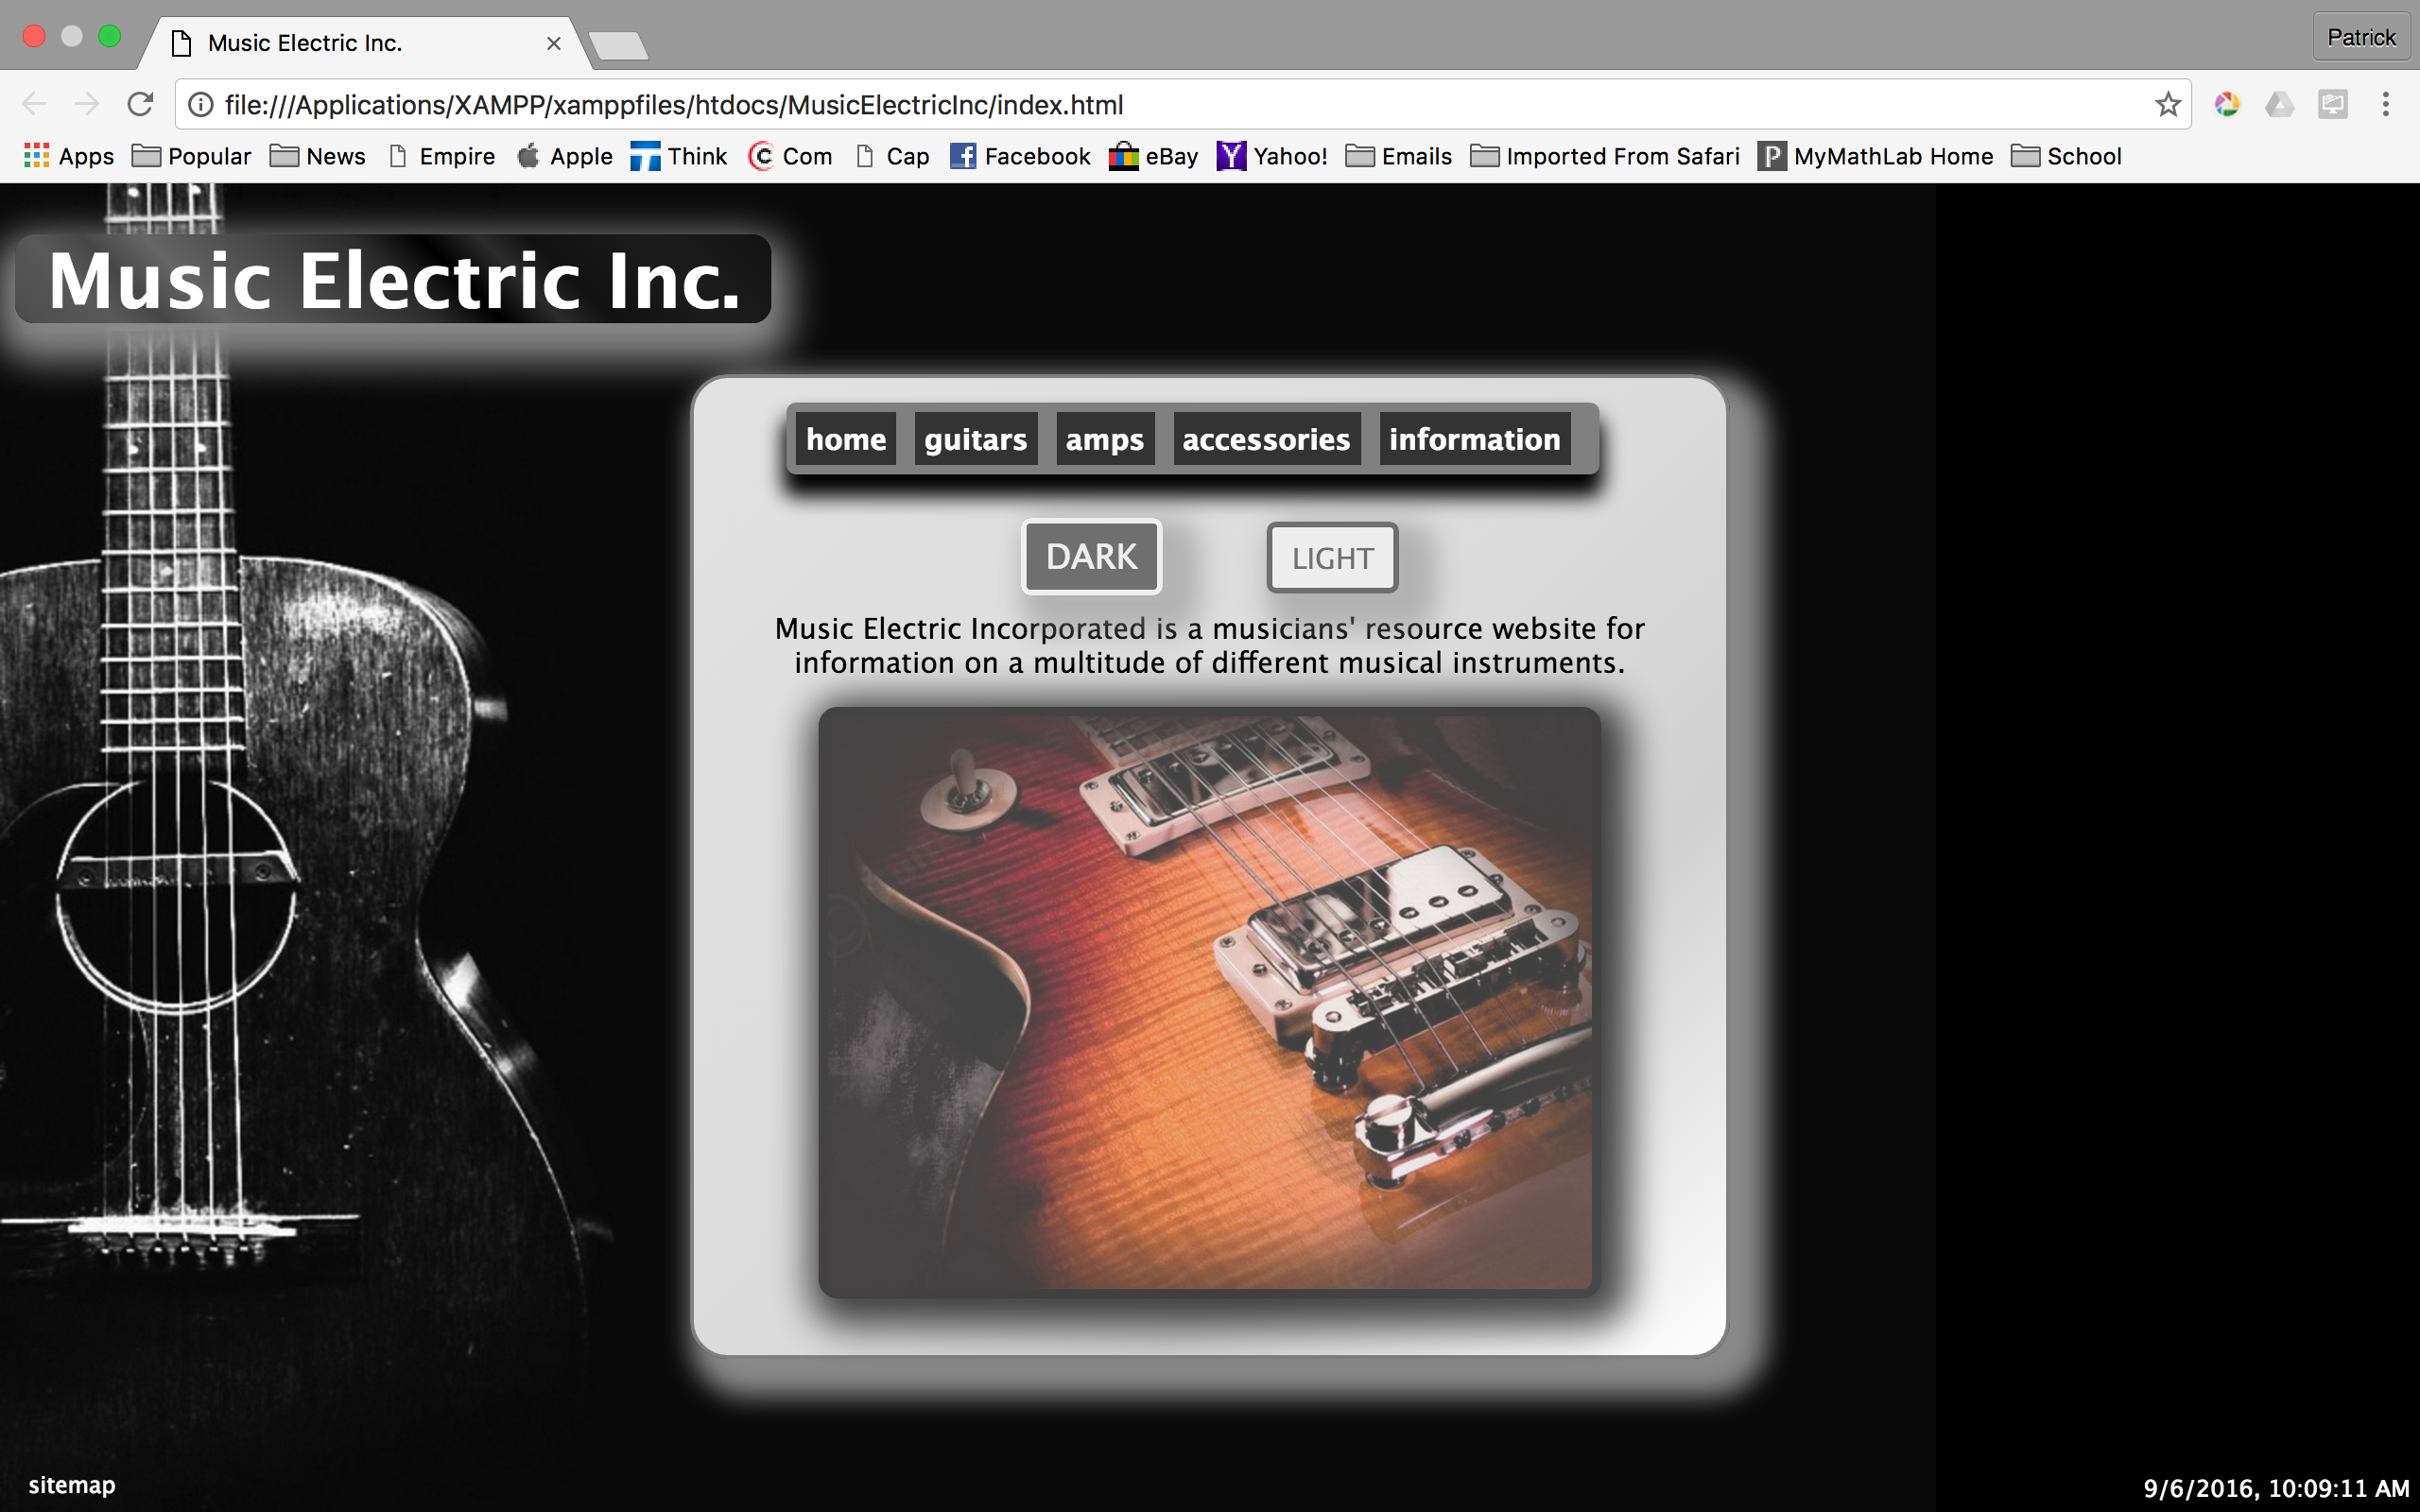 Music Electric Inc.
Patrick
file:///Applications/XAMPP/xamppfiles/htdocs/MusicElectricInc/index.html
Apps Popular News Empire Apple Think Com Cap Facebook eBay Yahoo! Emails Imported From Safari MyMathLab Home School
Music Electric Inc.
home guitars amps accessories information
DARK LIGHT
Music Electric Incorporated is a musicians' resource website for
information on a multitude of different musical instruments.
sitemap
9/6/2016, 10:09:11 AM